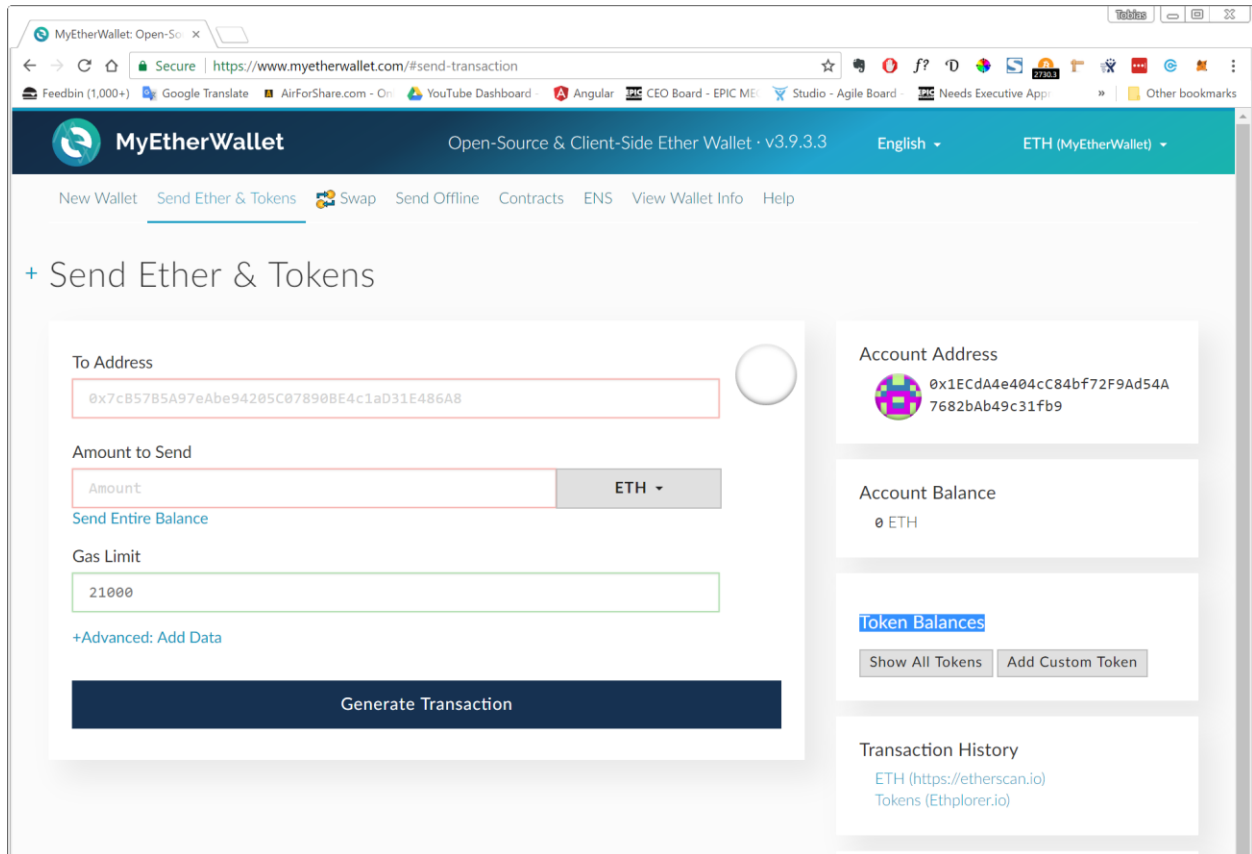 Tobias
MyEtherWallet: Open-So
Secure https://www.myetherwallet.com/#send-transaction
f? 2730.3
Feedbin (1,000+) Google Translate AirForShare.com - On YouTube Dashboard - Angular EPIC CEO Board - EPIC ME Studio - Agile Board - EPIC Needs Executive Appr » Other bookmarks
MyEtherWallet Open-Source & Client-Side Ether Wallet · v3.9.3.3 English ETH (MyEtherWallet)
New Wallet Send Ether & Tokens Swap Send Offline Contracts ENS View Wallet Info Help
+ Send Ether & Tokens
To Address
0x7cB57B5A97eAbe94205C07890BE4c1aD31E486A8
Amount to Send
Amount ETH
Send Entire Balance
Gas Limit
21000
+Advanced: Add Data
Generate Transaction
Account Address
0x1ECdA4e404cC84bf72F9Ad54A
7682bAb49c31fb9
Account Balance
0 ETH
Token Balances
Show All Tokens Add Custom Token
Transaction History
ETH (https://etherscan.io)
Tokens (Ethplorer.io)